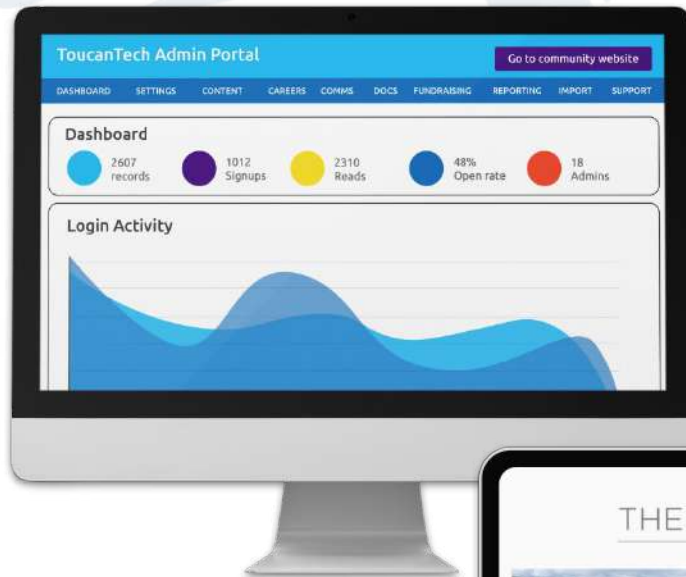 ToucanTech Admin Portal
Go to community website
DASHBOARD SETTINGS CONTENT CAREERS COMMS DOCS FUNDRAISING REPORTING IMPORT SUPPORT
Dashboard
2607 records
1012 Signups
2310 Reads
48% Open rate
18 Admins
Login Activity
THE